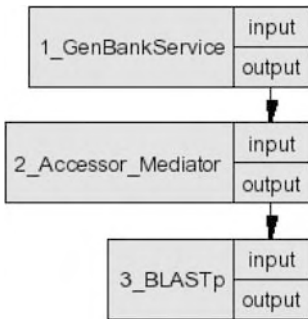 1_GenBankService
input
output
2_Accessor_Mediator
input
output
3_BLASTp
input
output